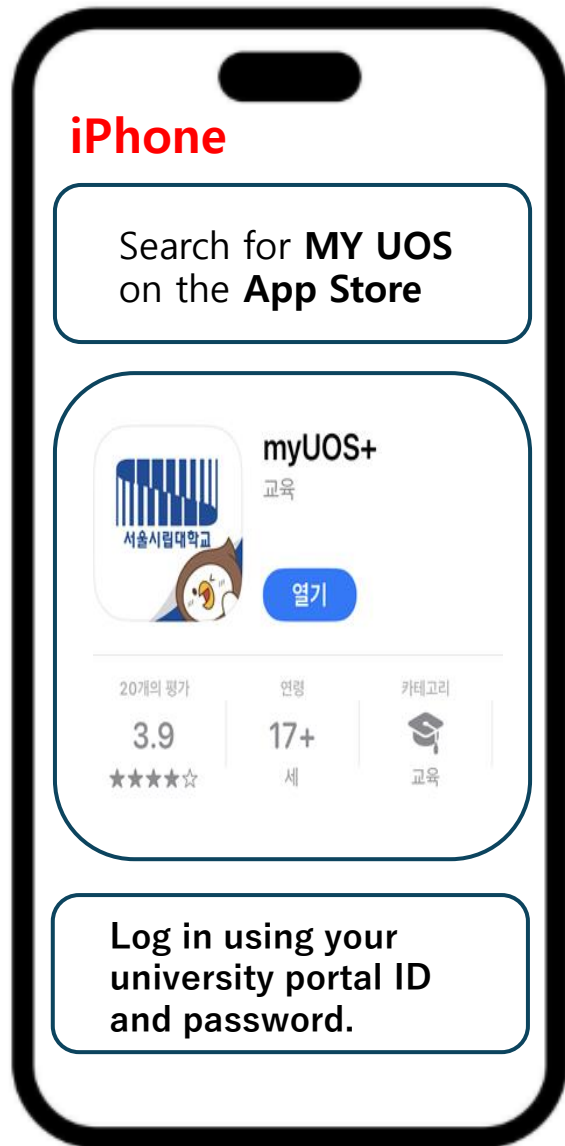 iPhone
Search for MY UOS
on the App Store
myUOS+
교육
서울시립대학교
열기
20개의 평가
연령
카테고리
3.9
17+
★★★★☆
세
교육
Log in using your
university portal ID
and password.